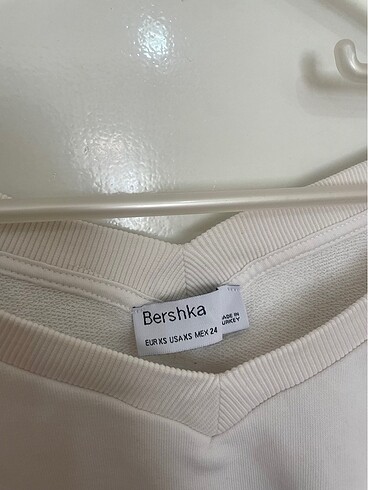 Bershka
EUR XS USA XS MEX 24
MADE IN
TURKEY